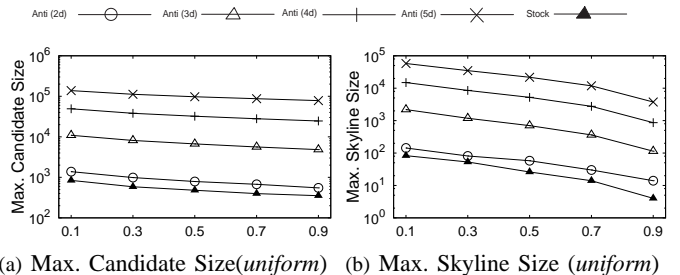 Anti (2d) Anti (3d) Anti (4d) Anti (5d) Stock
Max. Candidate Size
10^6
10^5
10^4
10^3
10^2
0.1 0.3 0.5 0.7 0.9
(a) Max. Candidate Size(uniform)
Max. Skyline Size
10^5
10^4
10^3
10^2
10^1
10^0
0.1 0.3 0.5 0.7 0.9
(b) Max. Skyline Size (uniform)